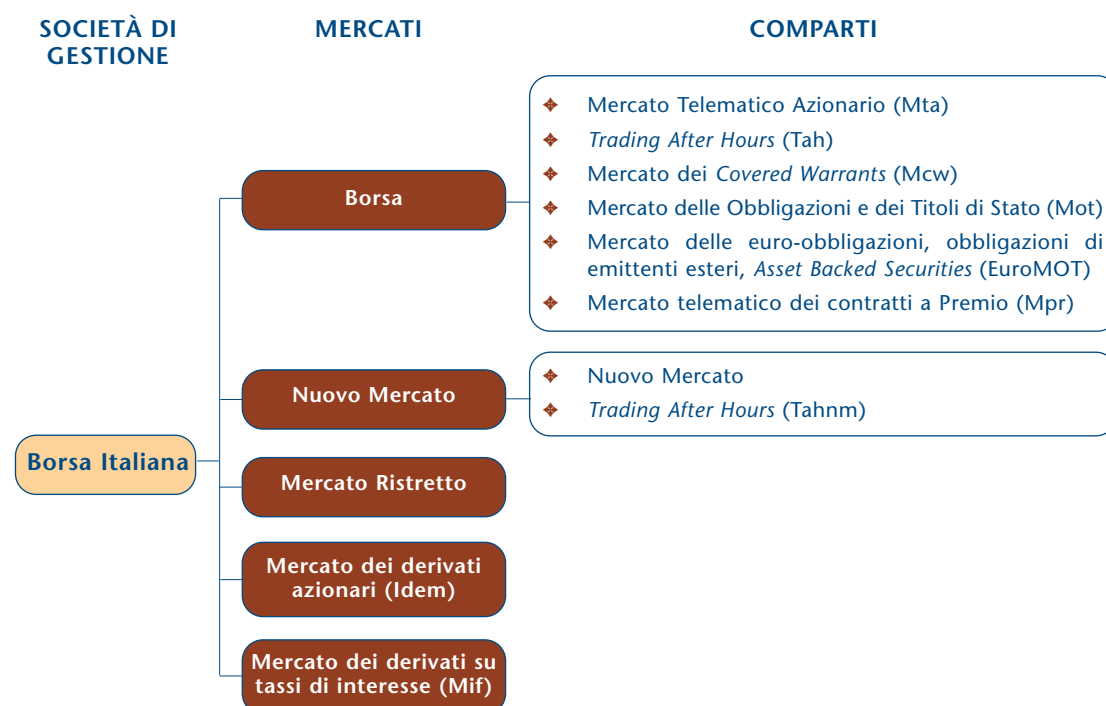 SOCIETÀ DI
GESTIONE
MERCATI
COMPARTI
Borsa Italiana
Borsa
Mercato Telematico Azionario (Mta)
Trading After Hours (Tah)
Mercato dei Covered Warrants (Mcw)
Mercato delle Obbligazioni e dei Titoli di Stato (Mot)
Mercato delle euro-obbligazioni, obbligazioni di
emittenti esteri, Asset Backed Securities (EuroMOT)
Mercato telematico dei contratti a Premio (Mpr)
Nuovo Mercato
Nuovo Mercato
Trading After Hours (Tahnm)
Mercato Ristretto
Mercato dei derivati
azionari (Idem)
Mercato dei derivati su
tassi di interesse (Mif)